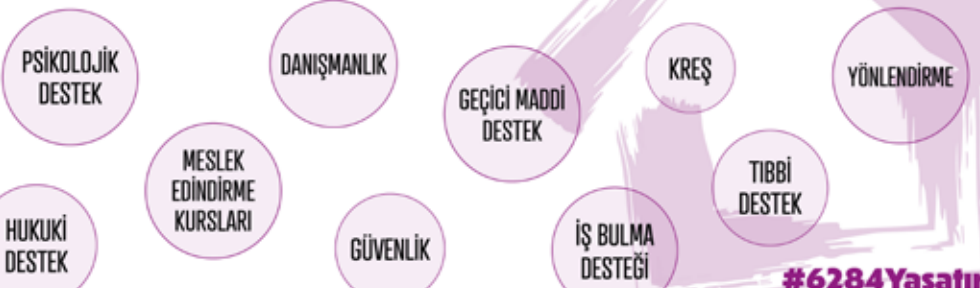 PSİKOLOJİK
DESTEK
DANIŞMANLIK
GEÇİCİ MADDİ
DESTEK
KREŞ
YÖNLENDİRME
MESLEK
EDİNDİRME
KURSLARI
TIBBİ
DESTEK
HUKUKİ
DESTEK
GÜVENLİK
İŞ BULMA
DESTEĞİ